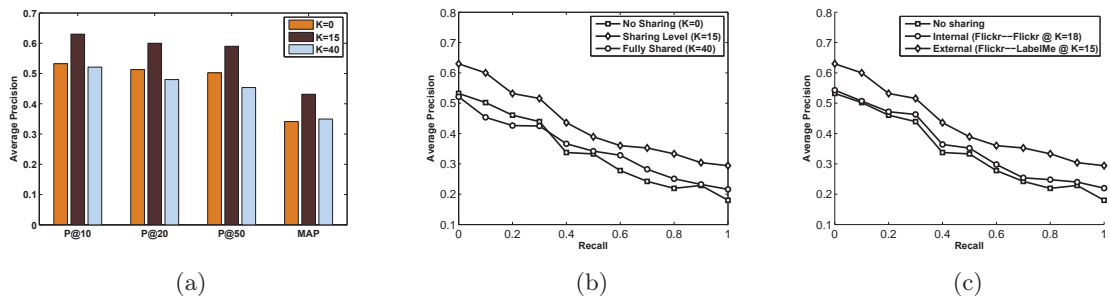 0.7
0.6
0.5
0.4
0.3
0.2
0.1
0
Average Precision
K=0
K=15
K=40
P@10 P@20 P@50 MAP
(a)
0.8
0.7
0.6
0.5
0.4
0.3
0.2
0.1
Average Precision
No Sharing (K=0)
Sharing Level (K=15)
Fully Shared (K=40)
0 0.2 0.4 0.6 0.8 1
Recall
(b)
0.8
0.7
0.6
0.5
0.4
0.3
0.2
0.1
Average Precision
No sharing
Internal (Flickr−−Flickr @ K=18)
External (Flickr−−LabelMe @ K=15)
0 0.2 0.4 0.6 0.8 1
Recall
(c)